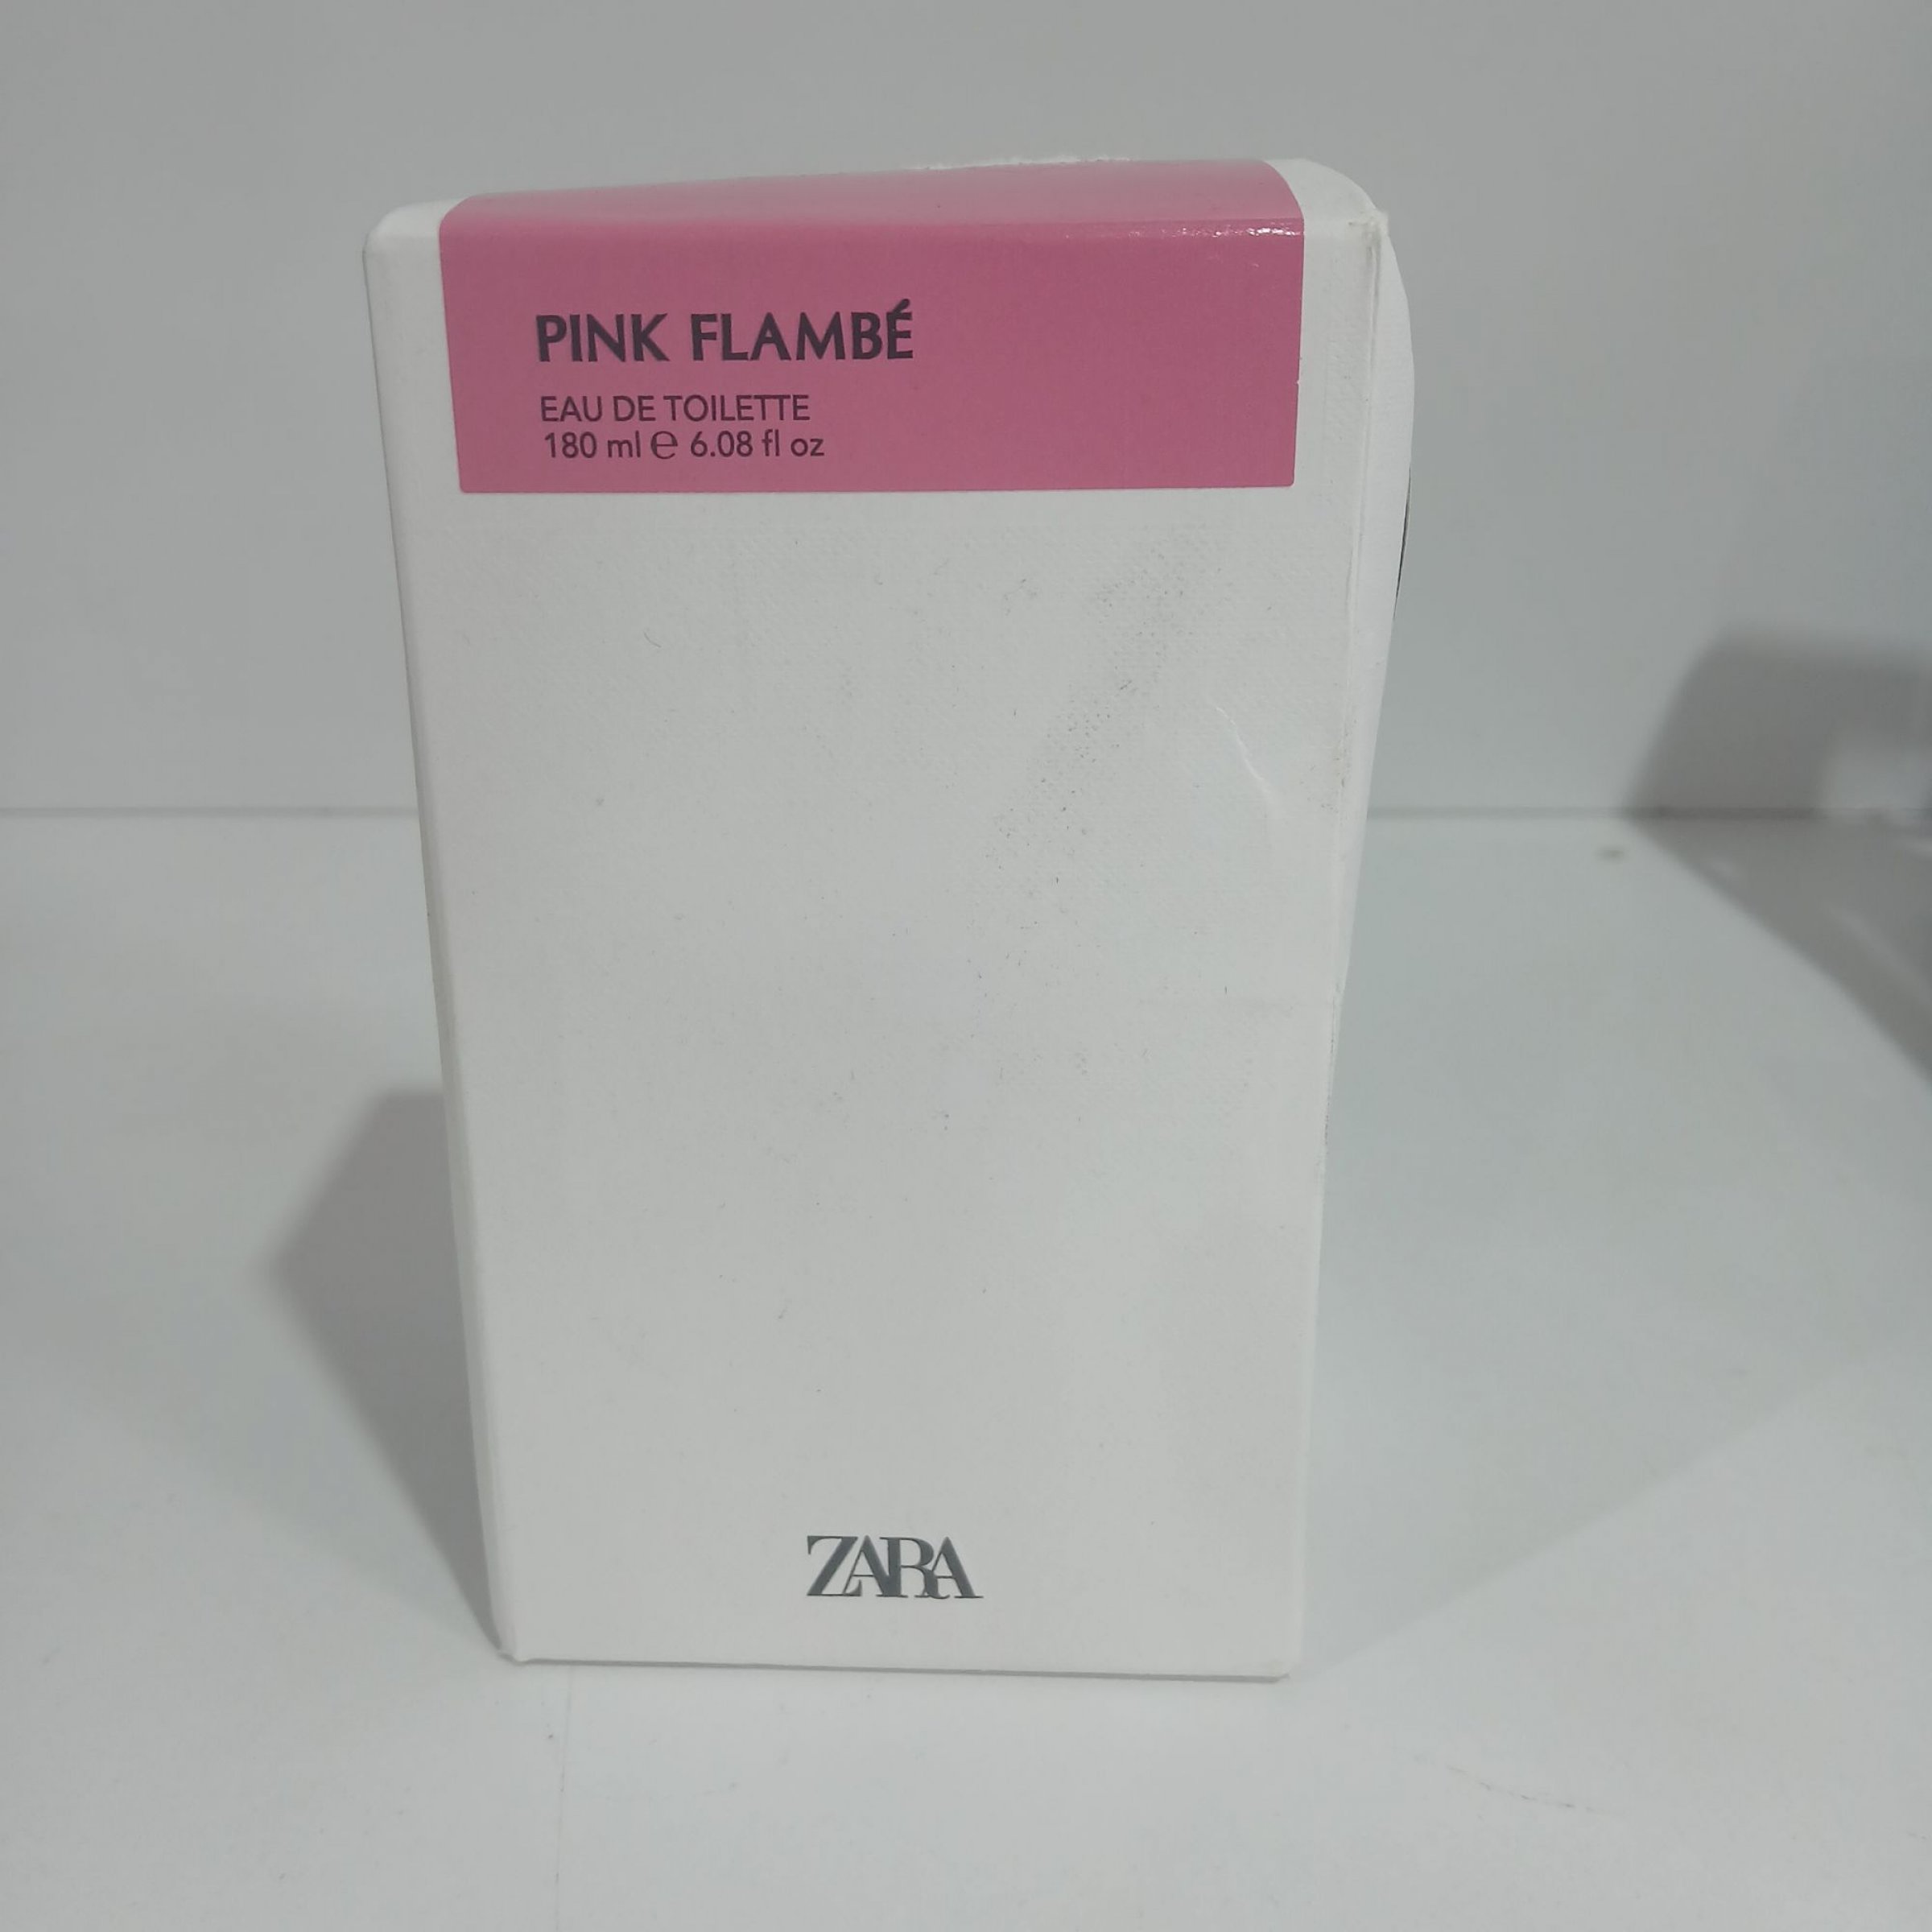 PINK FLAMBÉ
EAU DE TOILETTE
180 ml ℮ 6.08 fl oz
ZARA